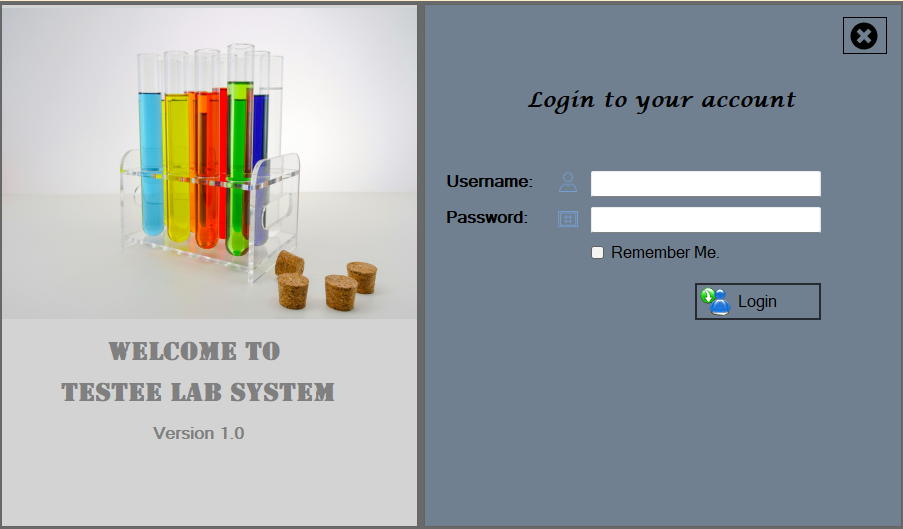 WELCOME TO
TESTEE LAB SYSTEM
Version 1.0
Login to your account
Username:
Password:
Remember Me.
Login